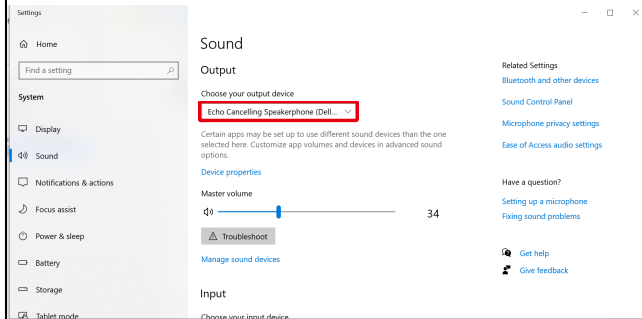 Settings
Home
Find a setting
System
Display
Sound
Notifications & actions
Focus assist
Power & sleep
Battery
Storage
Tablet mode
Sound
Output
Choose your output device
Echo Cancelling Speakerphone (Dell...
Certain apps may be set up to use different sound devices than the one
selected here. Customize app volumes and devices in advanced sound
options.
Device properties
Master volume
34
Troubleshoot
Manage sound devices
Input
Choose your input device
Related Settings
Bluetooth and other devices
Sound Control Panel
Microphone privacy settings
Ease of Access audio settings
Have a question?
Setting up a microphone
Fixing sound problems
Get help
Give feedback